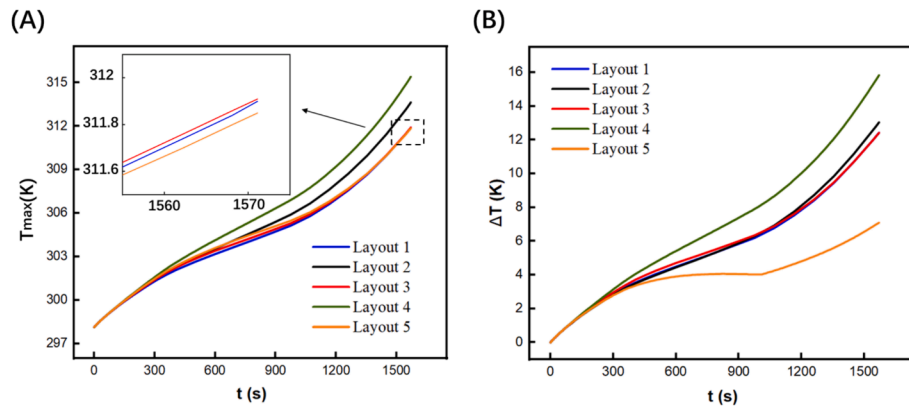 (A)
Tmax(K)
315
312
309
306
303
300
297
312
311.8
311.6
1560
1570
Layout 1
Layout 2
Layout 3
Layout 4
Layout 5
0 300 600 900 1200 1500
t (s)
(B)
ΔT (K)
16
14
12
10
8
6
4
2
0
Layout 1
Layout 2
Layout 3
Layout 4
Layout 5
0 300 600 900 1200 1500
t (s)